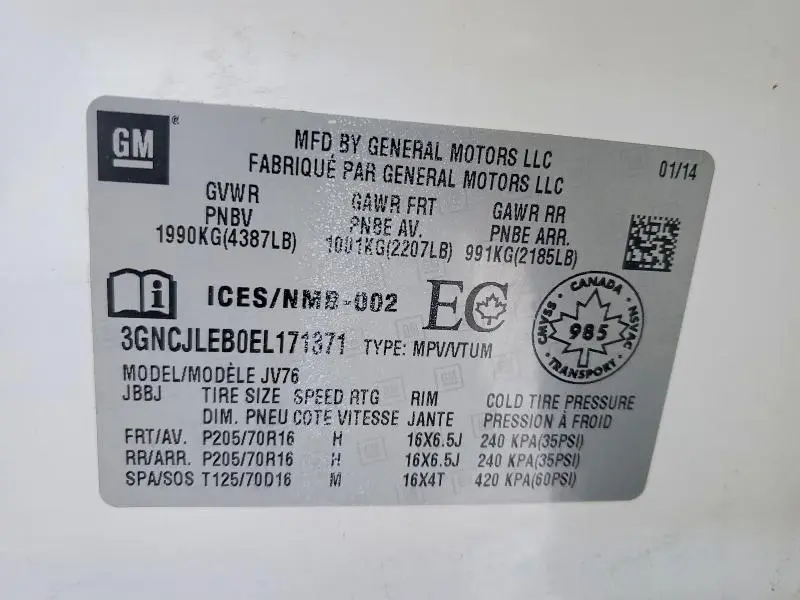 GM ®
MFD BY GENERAL MOTORS LLC
FABRIQUÉ PAR GENERAL MOTORS LLC
01/14
GVWR GAWR FRT GAWR RR
PNBV PNBE AV. PNBE ARR.
1990KG(4387LB) 1001KG(2207LB) 991KG(2185LB)
i ICES/NMB-002 EC
CANADA
CMVSS 985 NSVAC
TRANSPORT
3GNCJLEB0EL171371 TYPE: MPV/VTUM
MODEL/MODÈLE JV76
JBBJ TIRE SIZE SPEED RTG RIM COLD TIRE PRESSURE
DIM. PNEU COTE VITESSE JANTE PRESSION À FROID
FRT/AV. P205/70R16 H 16X6.5J 240 KPA(35PSI)
RR/ARR. P205/70R16 H 16X6.5J 240 KPA(35PSI)
SPA/SOS T125/70D16 M 16X4T 420 KPA(60PSI)